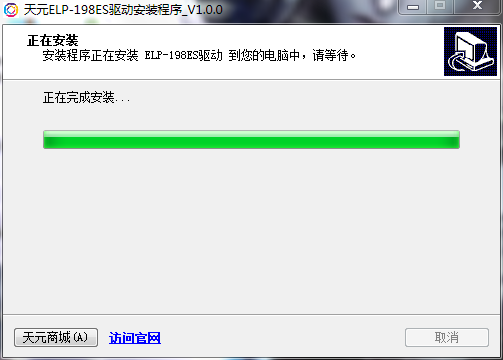 天元ELP-198ES驱动安装程序_V1.0.0
正在安装
安装程序正在安装 ELP-198ES驱动 到您的电脑中，请等待。
正在完成安装...
天元商城(A) 访问官网 取消